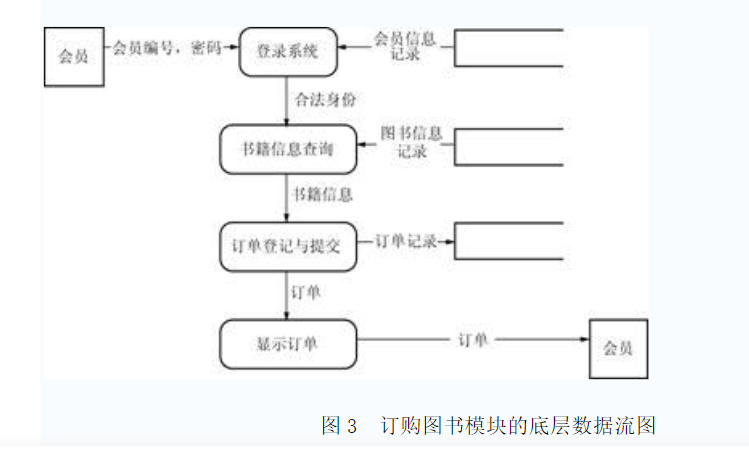 会员
会员编号，密码
登录系统
会员信息
记录
合法身份
书籍信息查询
图书信息
记录
书籍信息
订单登记与提交
订单记录
订单
显示订单
订单
会员
图 3 订购图书模块的底层数据流图